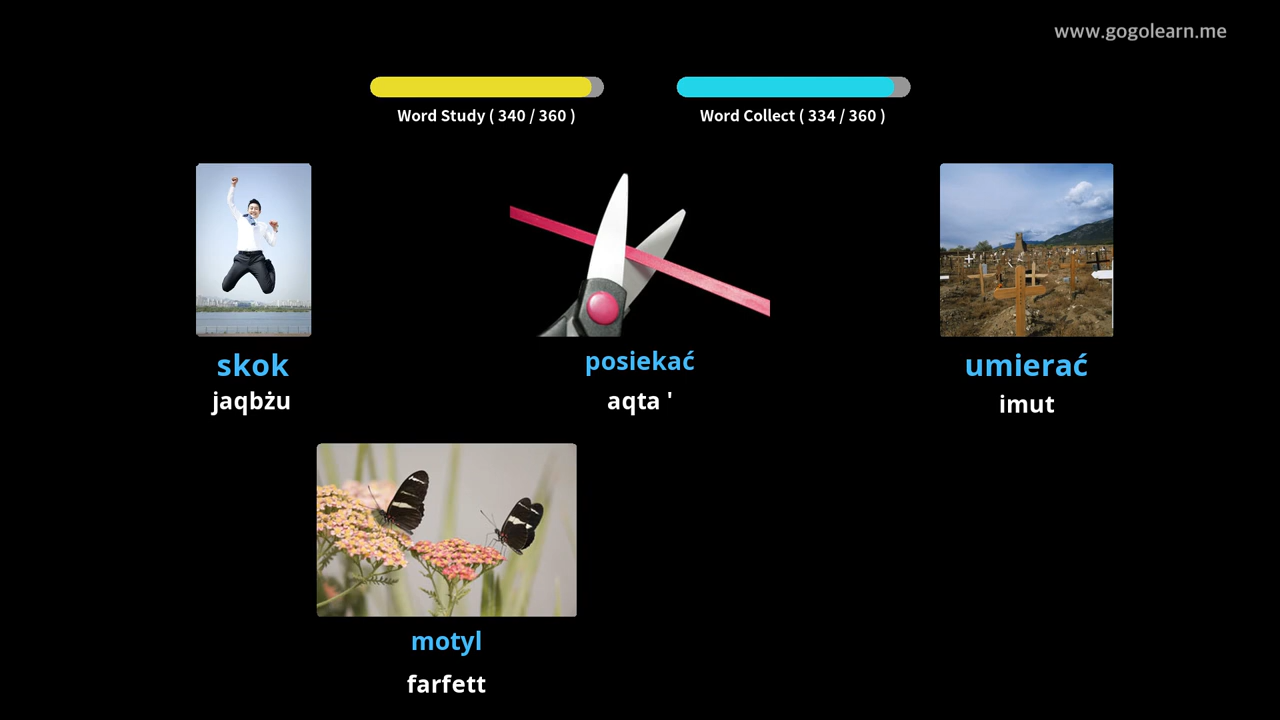 www.gogolearn.me
Word Study ( 340 / 360 )
Word Collect ( 334 / 360 )
skok
jaqbżu
posiekać
aqta '
umierać
imut
motyl
farfett